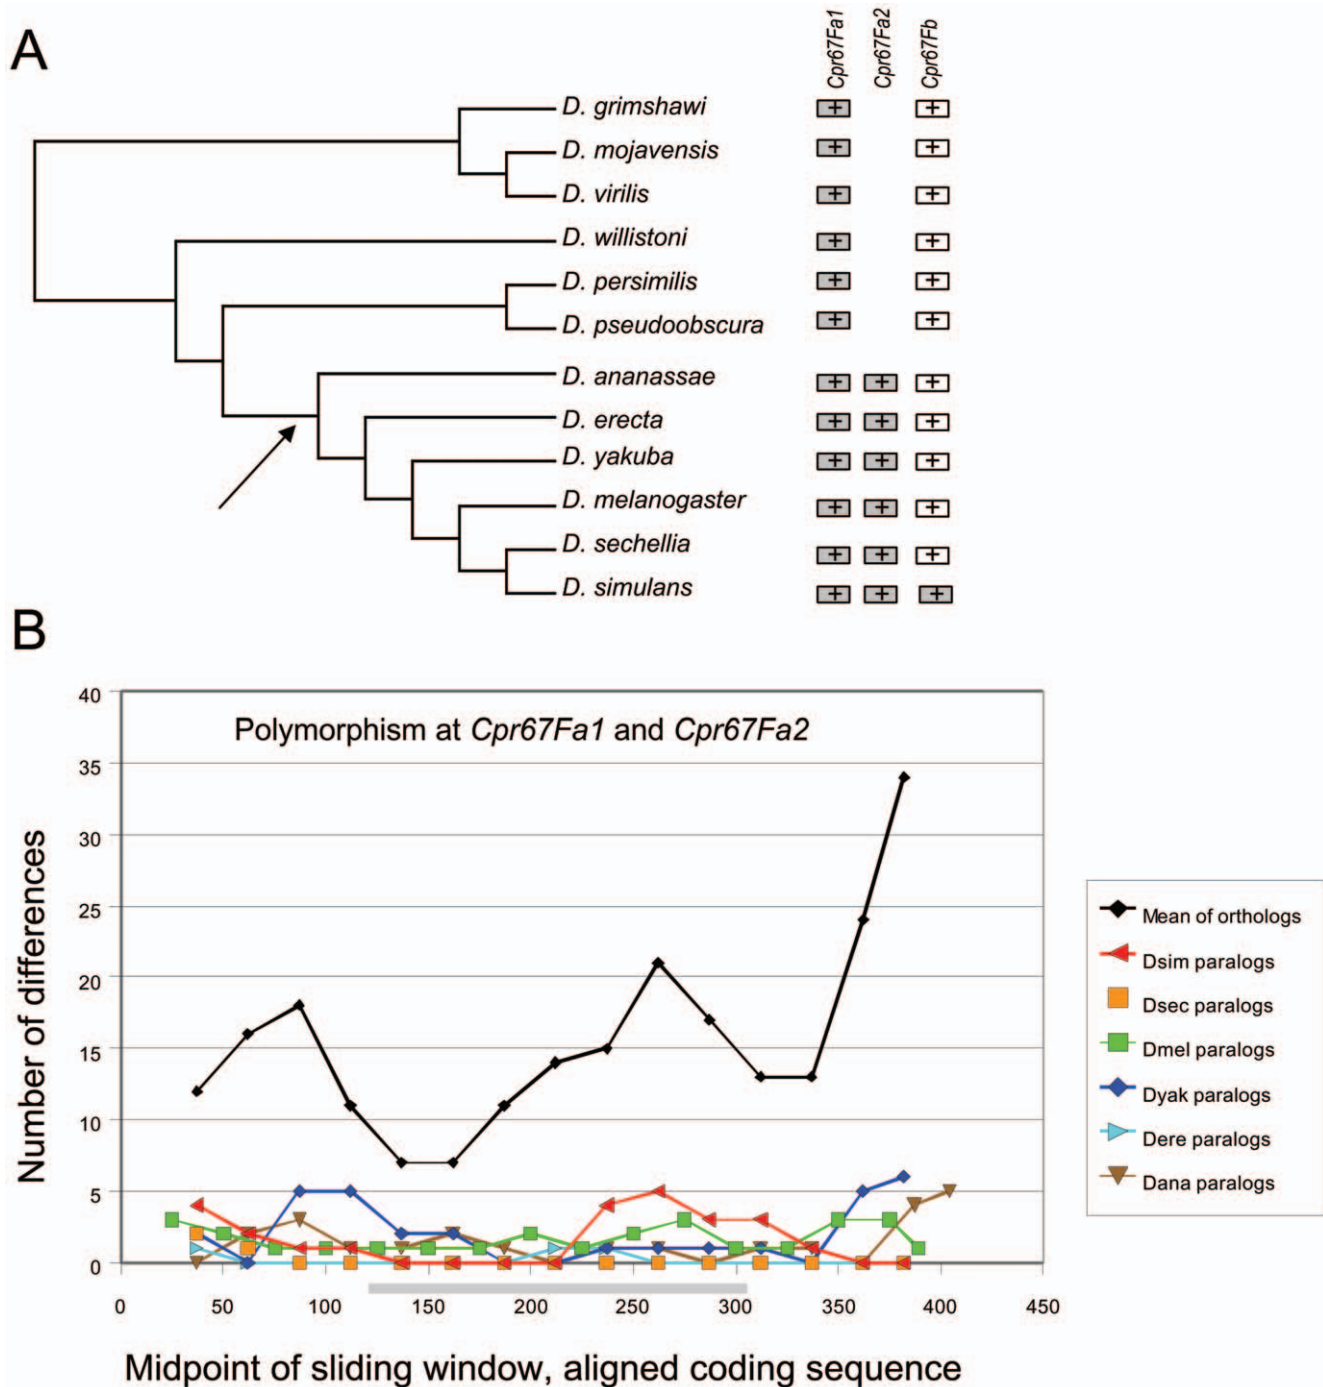 A
Cpr67Fa1 Cpr67Fa2 Cpr67Fb
D. grimshawi + +
D. mojavensis + +
D. virilis + +
D. willistoni + +
D. persimilis + +
D. pseudoobscura + +
D. ananassae + + +
D. erecta + + +
D. yakuba + + +
D. melanogaster + + +
D. sechellia + + +
D. simulans + + +
B
Polymorphism at Cpr67Fa1 and Cpr67Fa2
Number of differences
40
35
30
25
20
15
10
5
0
0 50 100 150 200 250 300 350 400 450
Midpoint of sliding window, aligned coding sequence
Mean of orthologs
Dsim paralogs
Dsec paralogs
Dmel paralogs
Dyak paralogs
Dere paralogs
Dana paralogs